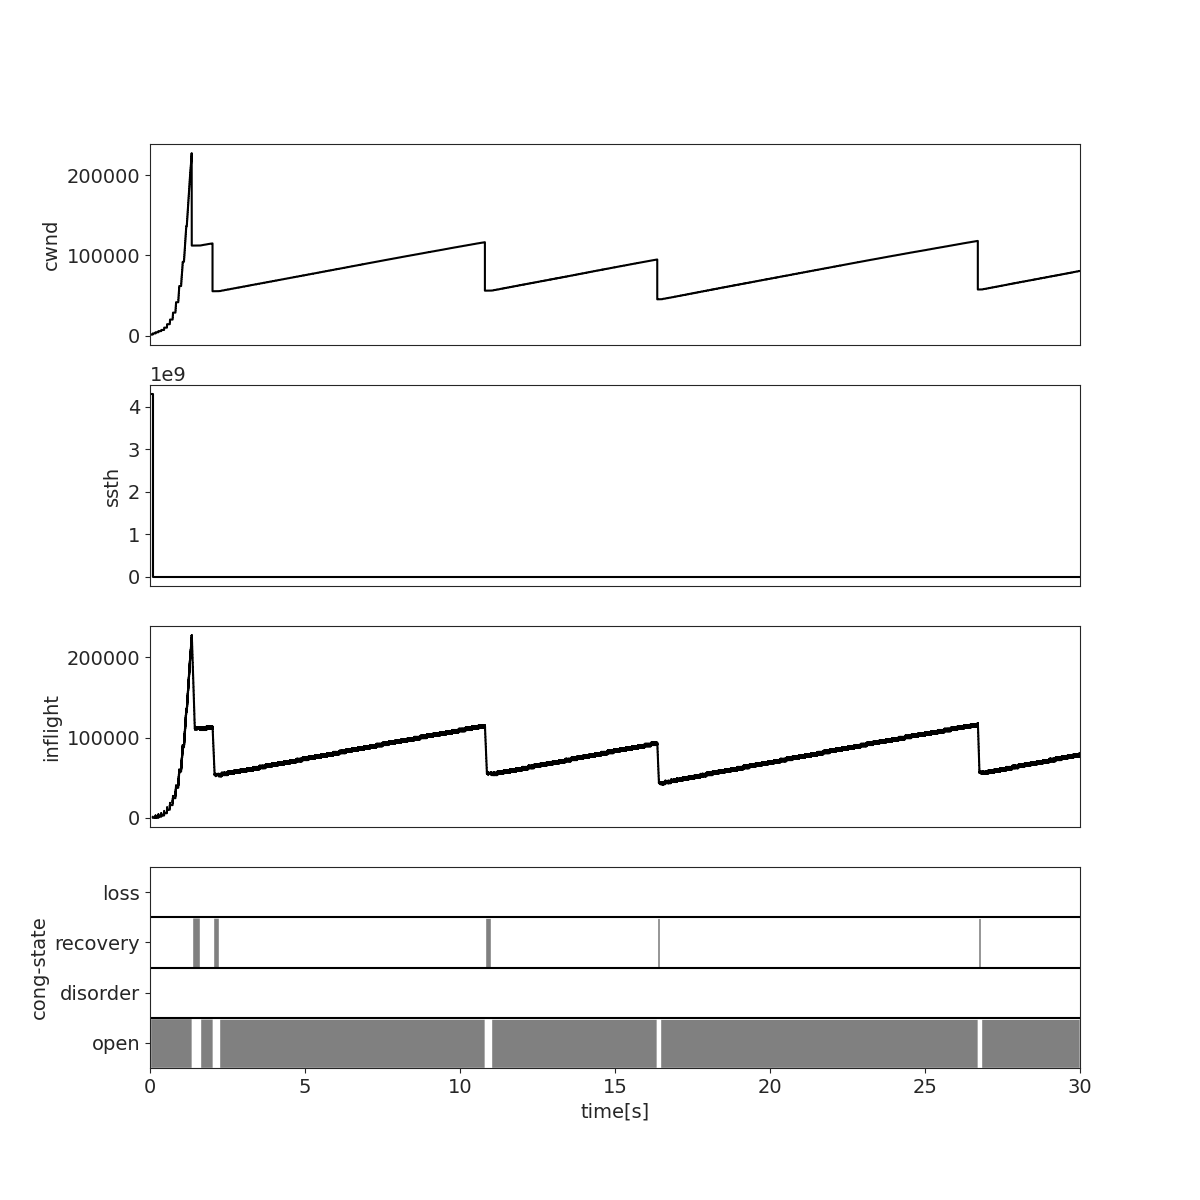 cwnd
200000
100000
0
1e9
ssth
4
3
2
1
0
inflight
200000
100000
0
cong-state
loss
recovery
disorder
open
0 5 10 15 20 25 30
time[s]